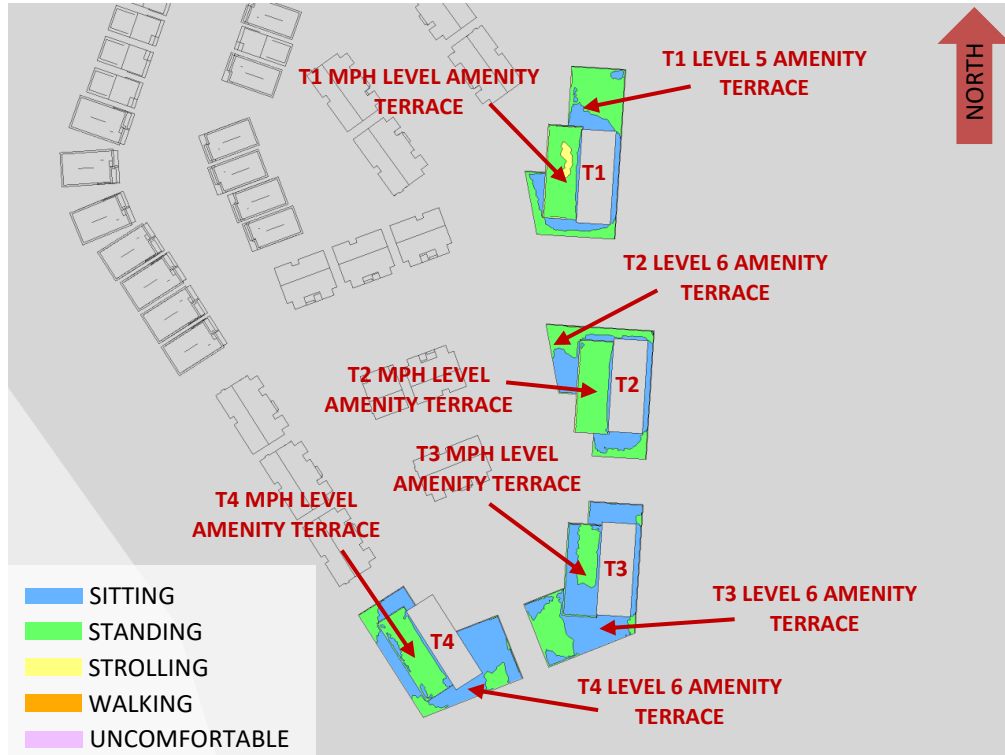 NORTH
T1 LEVEL 5 AMENITY
TERRACE
T1 MPH LEVEL AMENITY
TERRACE
T1
T2 LEVEL 6 AMENITY
TERRACE
T2 MPH LEVEL
AMENITY TERRACE
T2
T3 MPH LEVEL
AMENITY TERRACE
T4 MPH LEVEL
AMENITY TERRACE
T3
T3 LEVEL 6 AMENITY
TERRACE
T4
T4 LEVEL 6 AMENITY
TERRACE
SITTING
STANDING
STROLLING
WALKING
UNCOMFORTABLE